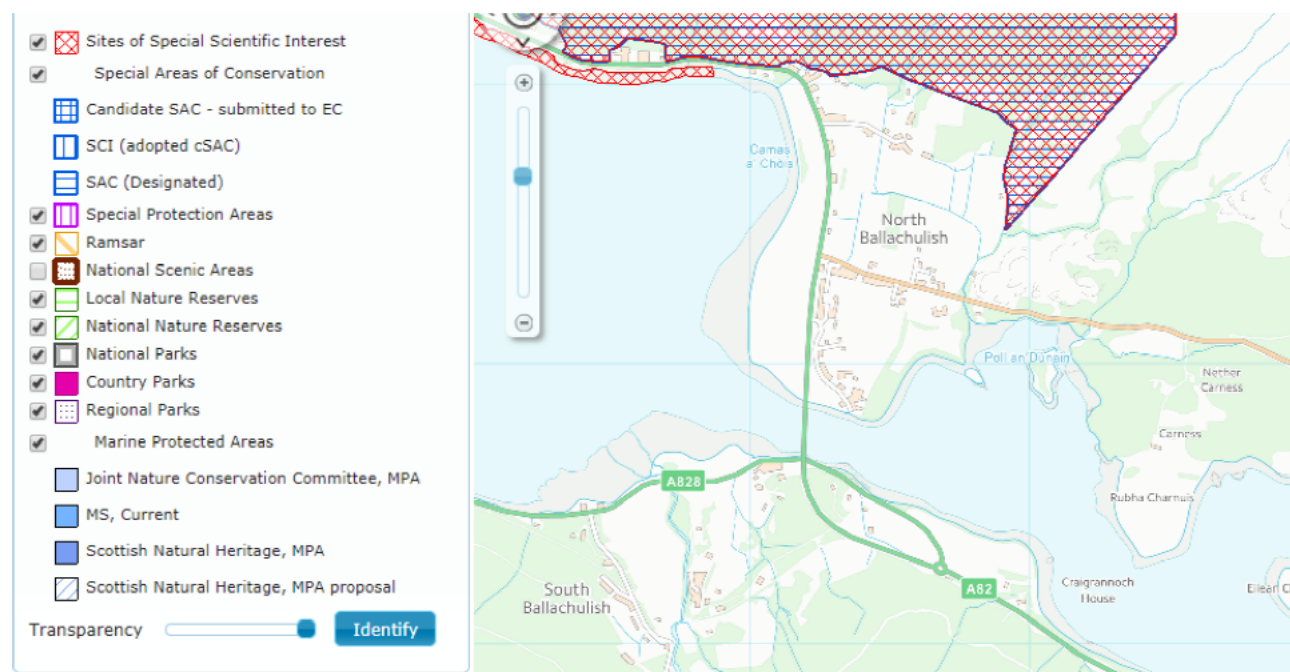 Sites of Special Scientific Interest
Special Areas of Conservation
Candidate SAC - submitted to EC
SCI (adopted cSAC)
SAC (Designated)
Special Protection Areas
Ramsar
National Scenic Areas
Local Nature Reserves
National Nature Reserves
National Parks
Country Parks
Regional Parks
Marine Protected Areas
Joint Nature Conservation Committee, MPA
MS, Current
Scottish Natural Heritage, MPA
Scottish Natural Heritage, MPA proposal
Transparency
Identify
Camas
a' Chòis
North
Ballachulish
Poll an Dùnain
Nether
Carness
Carness
Rubha Charnuis
A828
A82
Craigrannoch
House
South
Ballachulish
Eilean